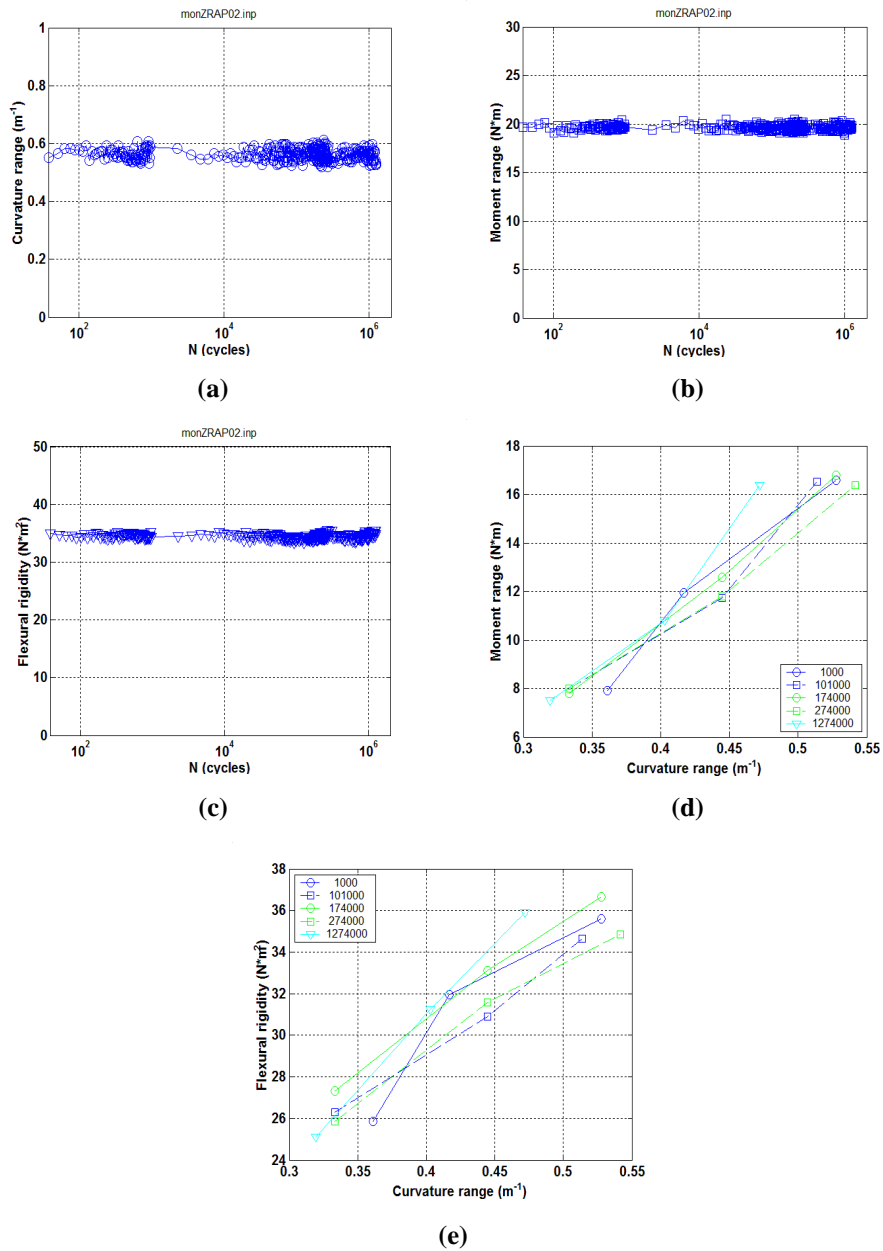 monZRAP02.inp
1
0.8
0.6
0.4
0.2
0
Curvature range (m⁻¹)
10² 10⁴ 10⁶
N (cycles)
(a)
monZRAP02.inp
30
25
20
15
10
5
0
Moment range (N*m)
10² 10⁴ 10⁶
N (cycles)
(b)
monZRAP02.inp
50
40
30
20
10
0
Flexural rigidity (N*m²)
10² 10⁴ 10⁶
N (cycles)
(c)
18
16
14
12
10
8
6
Moment range (N*m)
1000
101000
174000
274000
1274000
0.3 0.35 0.4 0.45 0.5 0.55
Curvature range (m⁻¹)
(d)
38
36
34
32
30
28
26
24
Flexural rigidity (N*m²)
1000
101000
174000
274000
1274000
0.3 0.35 0.4 0.45 0.5 0.55
Curvature range (m⁻¹)
(e)